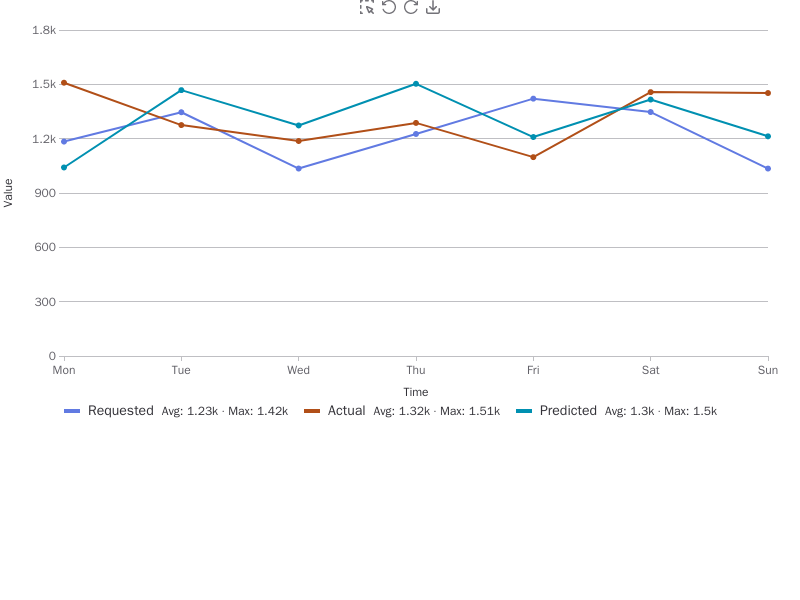 1.8k
1.5k
1.2k
900
600
300
0
Value
Mon Tue Wed Thu Fri Sat Sun
Time
Requested Avg: 1.23k · Max: 1.42k Actual Avg: 1.32k · Max: 1.51k Predicted Avg: 1.3k · Max: 1.5k